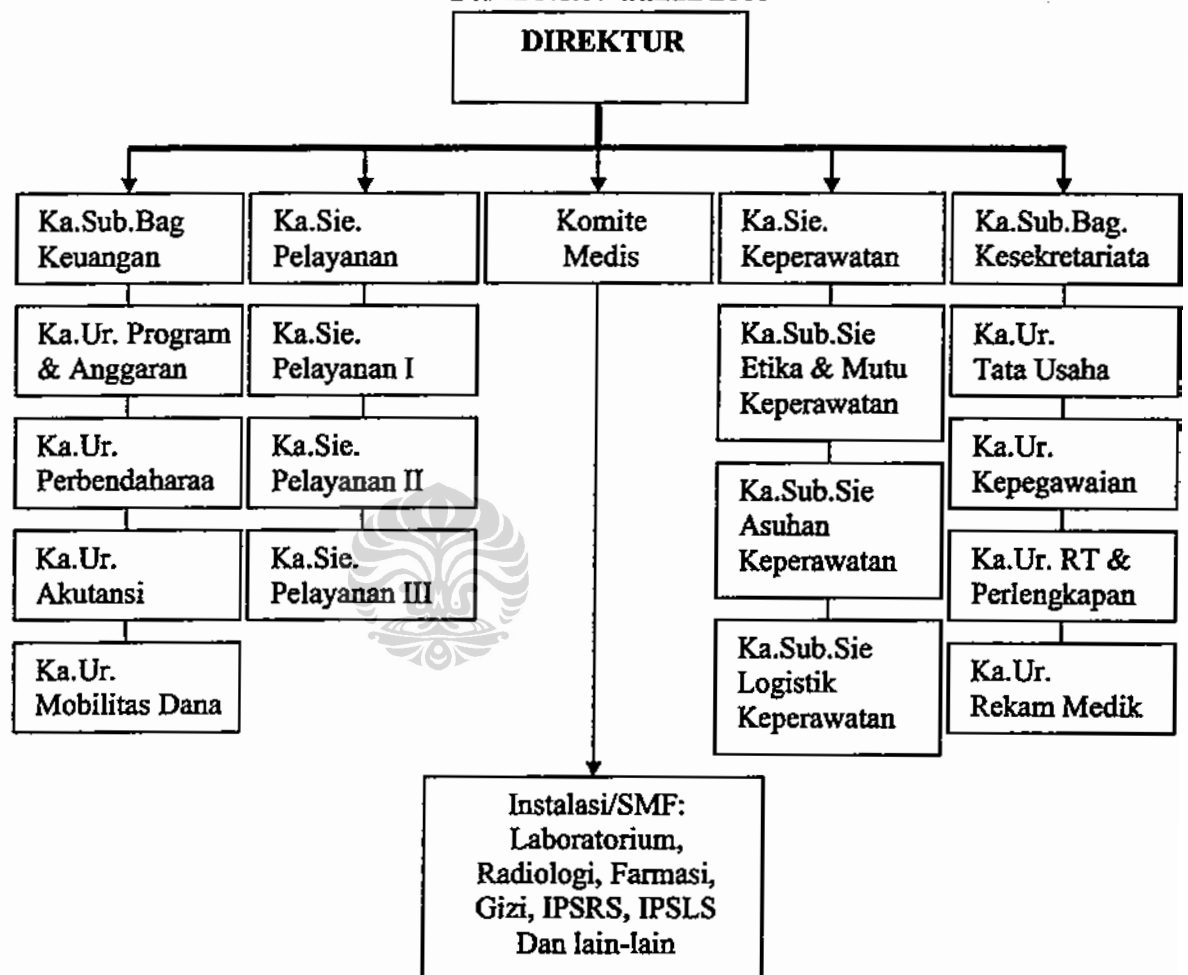 DIREKTUR
Ka.Sub.Bag
Keuangan
Ka.Ur. Program
& Anggaran
Ka.Ur.
Perbendaharaa
Ka.Ur.
Akutansi
Ka.Ur.
Mobilitas Dana
Ka.Sie.
Pelayanan
Ka.Sie.
Pelayanan I
Ka.Sie.
Pelayanan II
Ka.Sie.
Pelayanan III
Komite
Medis
Ka.Sie.
Keperawatan
Ka.Sub.Sie
Etika & Mutu
Keperawatan
Ka.Sub.Sie
Asuhan
Keperawatan
Ka.Sub.Sie
Logistik
Keperawatan
Ka.Sub.Bag.
Kesekretariata
Ka.Ur.
Tata Usaha
Ka.Ur.
Kepegawaian
Ka.Ur. RT &
Perlengkapan
Ka.Ur.
Rekam Medik
Instalasi/SMF:
Laboratorium,
Radiologi, Farmasi,
Gizi, IPSRS, IPSLS
Dan lain-lain